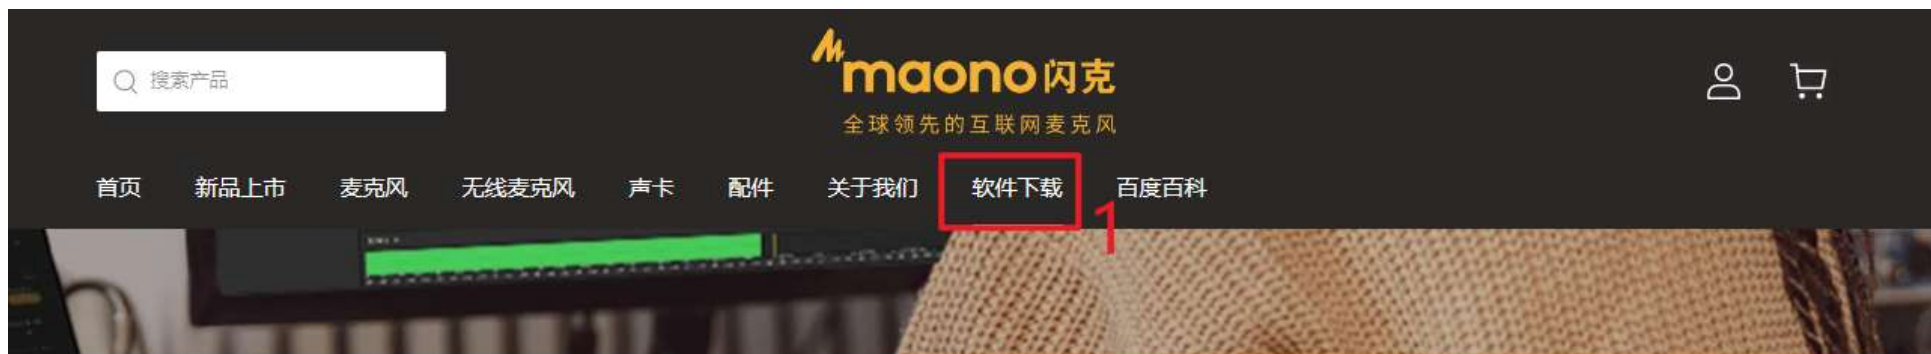 搜索产品
maono闪克
全球领先的互联网麦克风
首页 新品上市 麦克风 无线麦克风 声卡 配件 关于我们 软件下载 百度百科
1